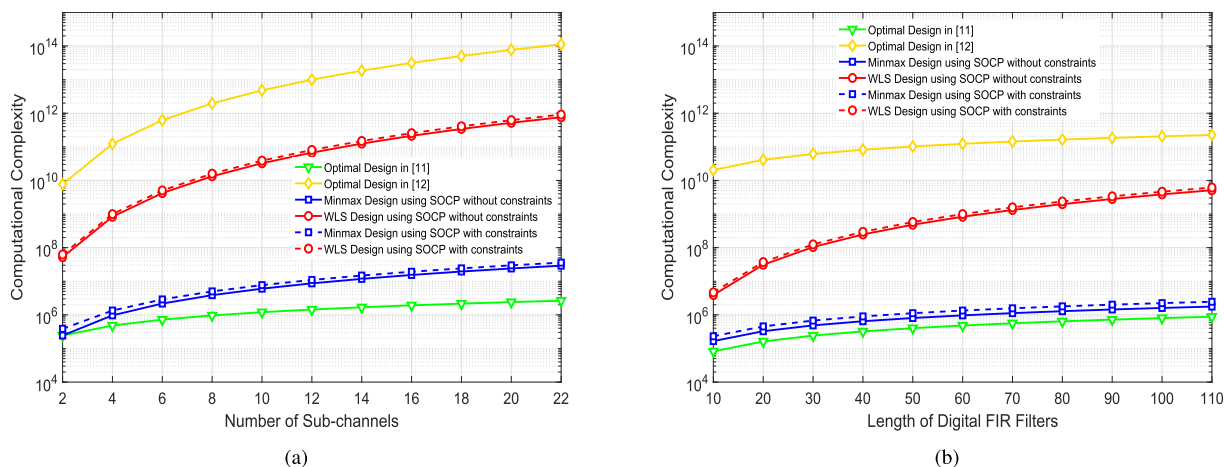 Computational Complexity
10^14
10^12
10^10
10^8
10^6
10^4
Optimal Design in [11]
Optimal Design in [12]
Minmax Design using SOCP without constraints
WLS Design using SOCP without constraints
Minmax Design using SOCP with constraints
WLS Design using SOCP with constraints
2 4 6 8 10 12 14 16 18 20 22
Number of Sub-channels
(a)
Computational Complexity
10^14
10^12
10^10
10^8
10^6
10^4
Optimal Design in [11]
Optimal Design in [12]
Minmax Design using SOCP without constraints
WLS Design using SOCP without constraints
Minmax Design using SOCP with constraints
WLS Design using SOCP with constraints
10 20 30 40 50 60 70 80 90 100 110
Length of Digital FIR Filters
(b)